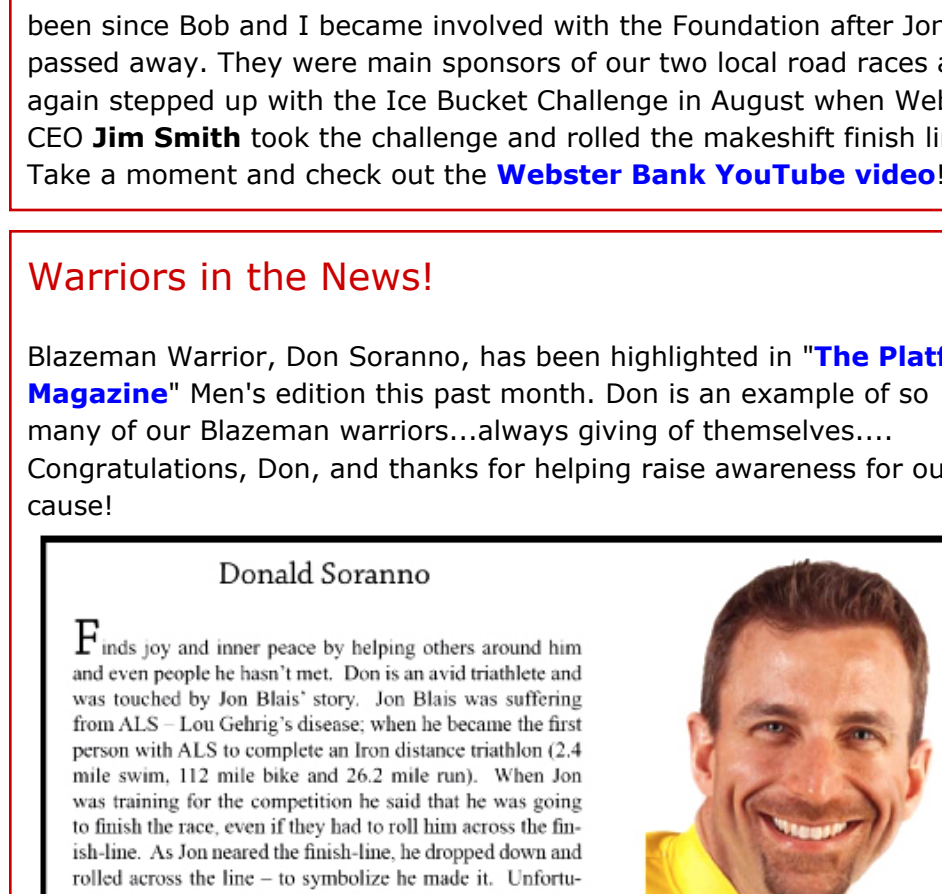 been since Bob and I became involved with the Foundation after Jon
passed away. They were main sponsors of our two local road races
again stepped up with the Ice Bucket Challenge in August when
CEO Jim Smith took the challenge and rolled the makeshift finish
Take a moment and check out the Webster Bank YouTube video!
Warriors in the News!
Blazeman Warrior, Don Soranno, has been highlighted in "The
Magazine" Men's edition this past month. Don is an example of so
many of our Blazeman warriors...always giving of themselves....
Congratulations, Don, and thanks for helping raise awareness for
cause!
Donald Soranno
Finds joy and inner peace by helping others around him
and even people he hasn't met. Don is an avid triathlete and
was touched by Jon Blais' story. Jon Blais was suffering
from ALS – Lou Gehrig's disease; when he became the first
person with ALS to complete an Iron distance triathlon (2.4
mile swim, 112 mile bike and 26.2 mile run). When Jon
was training for the competition he said that he was going
to finish the race, even if they had to roll him across the fin-
ish-line. As Jon neared the finish-line, he dropped down and
rolled across the line – to symbolize he made it. Unfortu-